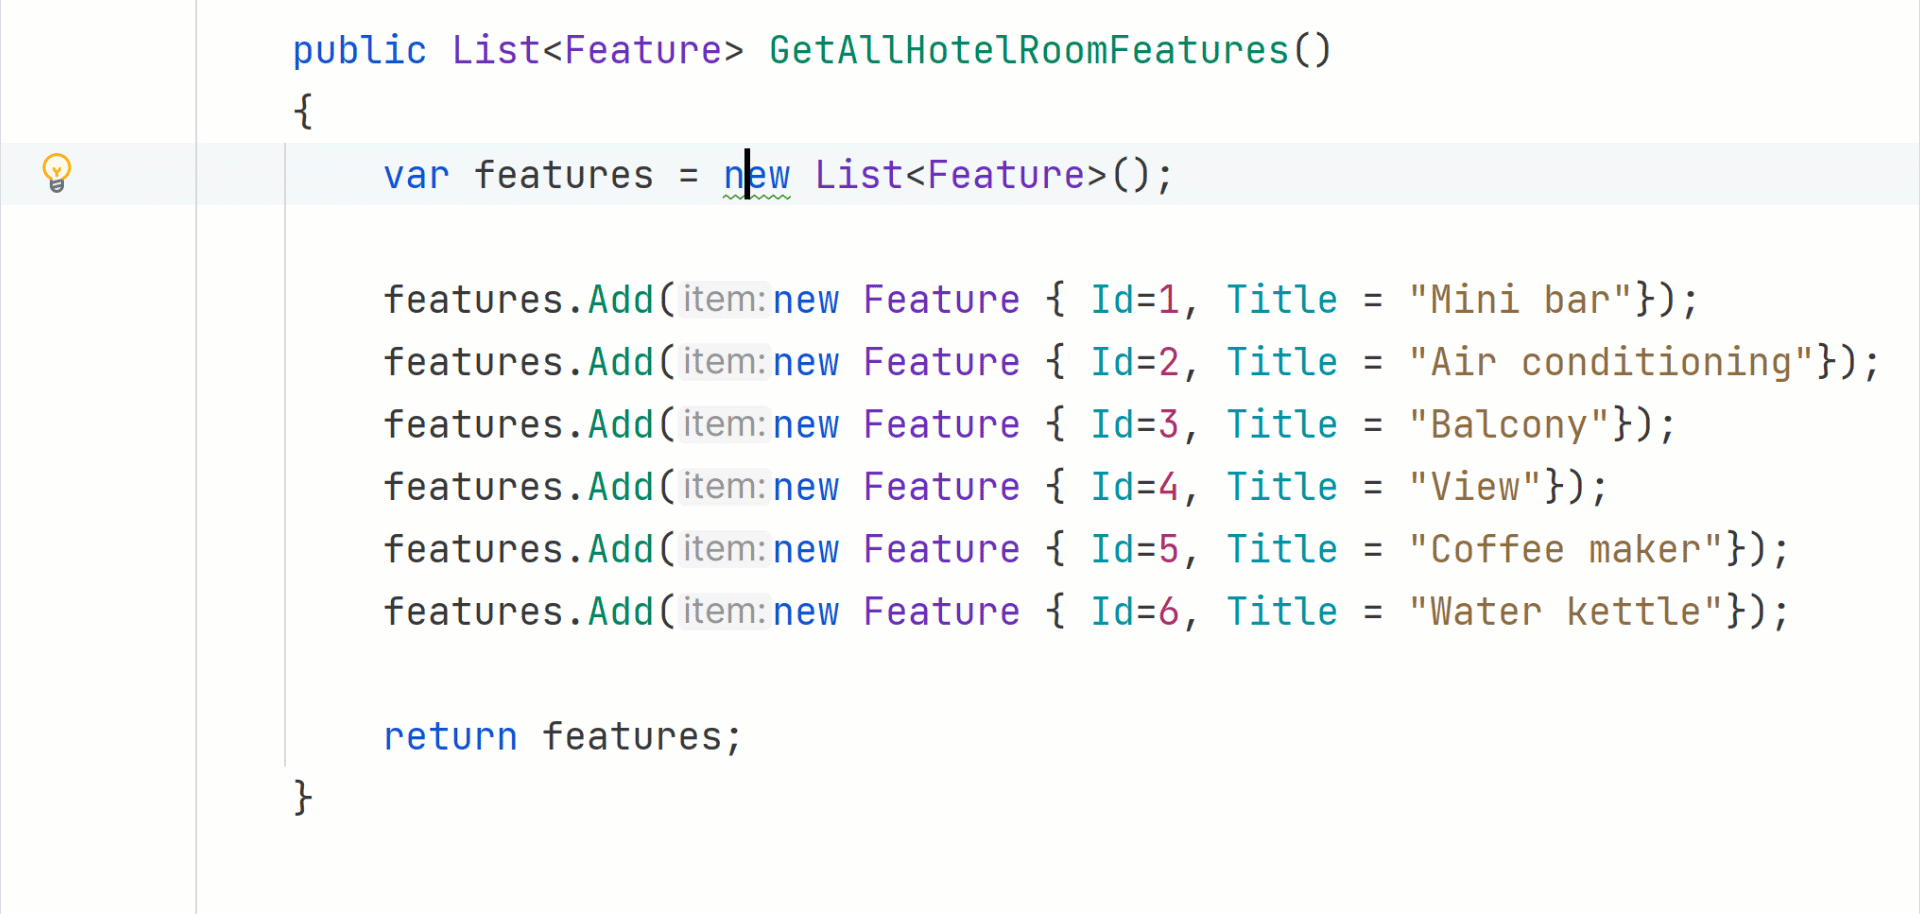 public List<Feature> GetAllHotelRoomFeatures()
{
var features = new List<Feature>();
features.Add(item:new Feature { Id=1, Title = "Mini bar"});
features.Add(item:new Feature { Id=2, Title = "Air conditioning"});
features.Add(item:new Feature { Id=3, Title = "Balcony"});
features.Add(item:new Feature { Id=4, Title = "View"});
features.Add(item:new Feature { Id=5, Title = "Coffee maker"});
features.Add(item:new Feature { Id=6, Title = "Water kettle"});
return features;
}